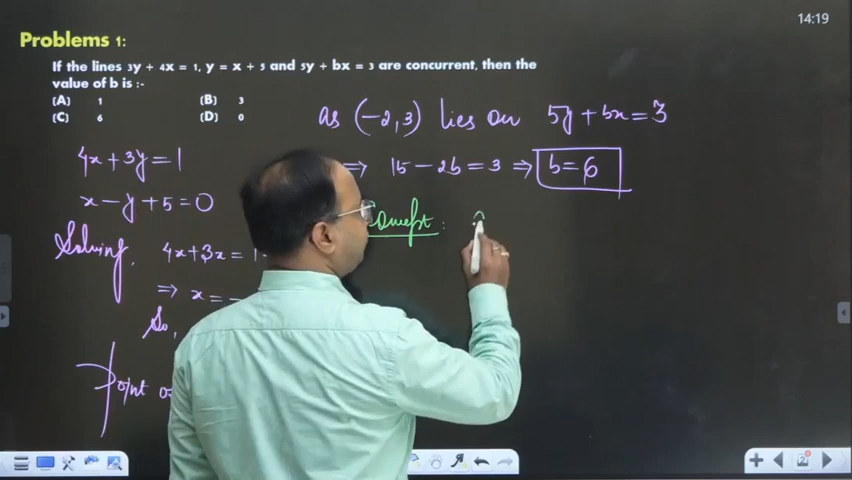 14:19
Problems 1:
If the lines 3y + 4x = 1, y = x + 5 and 5y + bx = 3 are concurrent, then the
value of b is :-
(A) 1 (B) 3
(C) 6 (D) 0
4x+3y=1
x-y+5=0
Solving, 4x+3x=1
⇒ x=-
So,
Point o
As (-2,3) lies on 5y+bx=3
⇒ 15-2b=3 ⇒ b=6
Concept: